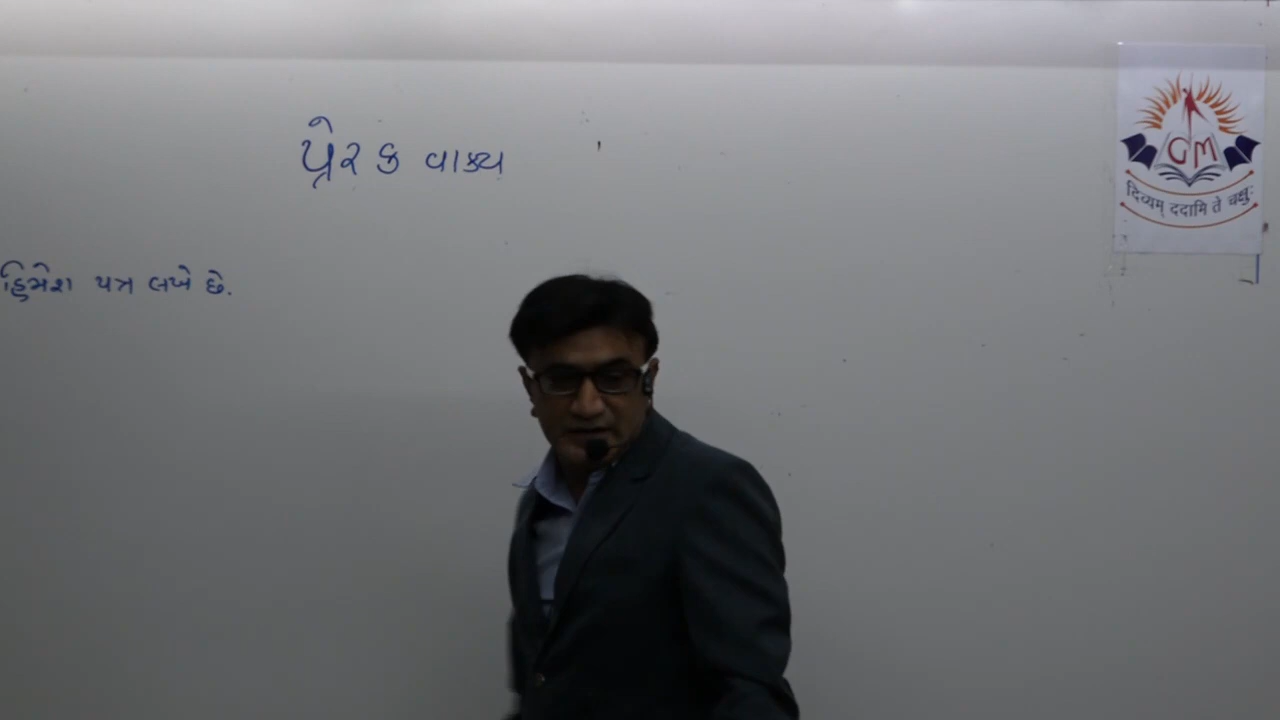 પ્રેરક વાક્ય
GM
दिव्यम् ददामि ते चक्षुः
હિમેશ પત્ર લખે છે.